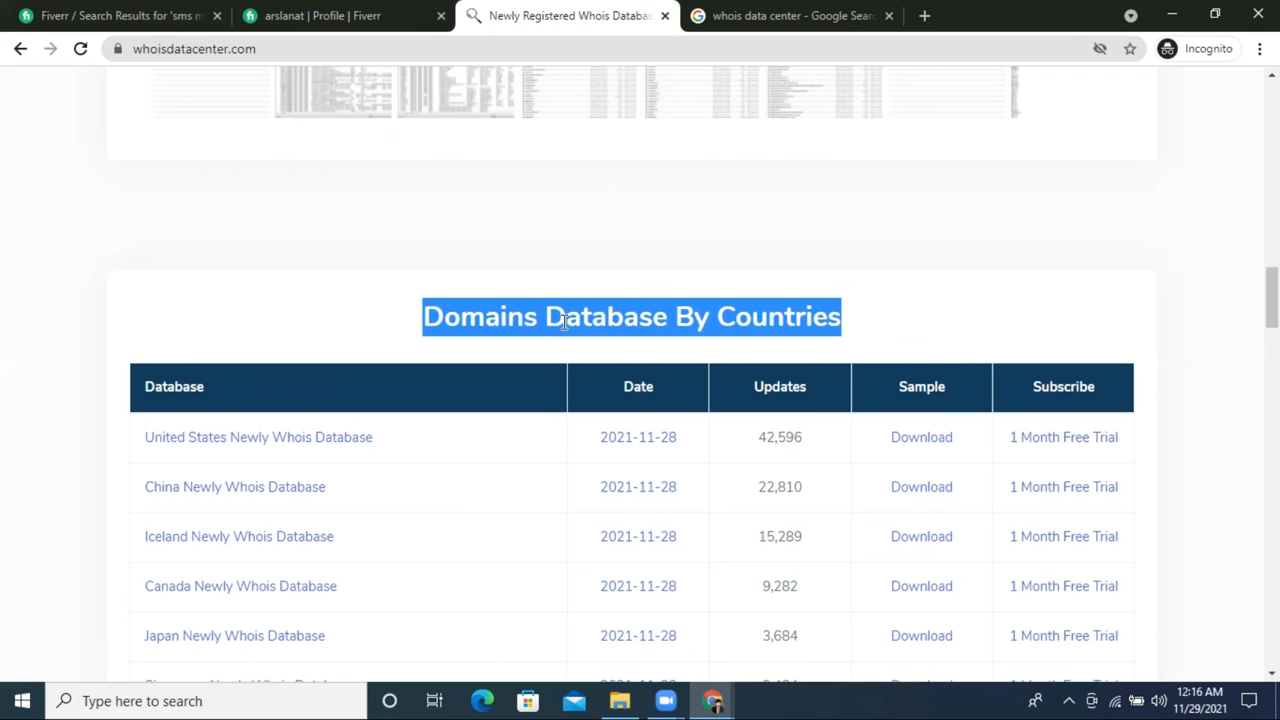 Fiverr / Search Results for 'sms m
arslanat | Profile | Fiverr
Newly Registered Whois Databas
whois data center - Google Sear
whoisdatacenter.com
Incognito
Domains Database By Countries
Database Date Updates Sample Subscribe
United States Newly Whois Database 2021-11-28 42,596 Download 1 Month Free Trial
China Newly Whois Database 2021-11-28 22,810 Download 1 Month Free Trial
Iceland Newly Whois Database 2021-11-28 15,289 Download 1 Month Free Trial
Canada Newly Whois Database 2021-11-28 9,282 Download 1 Month Free Trial
Japan Newly Whois Database 2021-11-28 3,684 Download 1 Month Free Trial
Type here to search
12:16 AM
11/29/2021